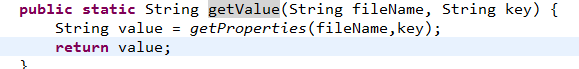 public static String getValue(String fileName, String key) {
String value = getProperties(fileName,key);
return value;
}